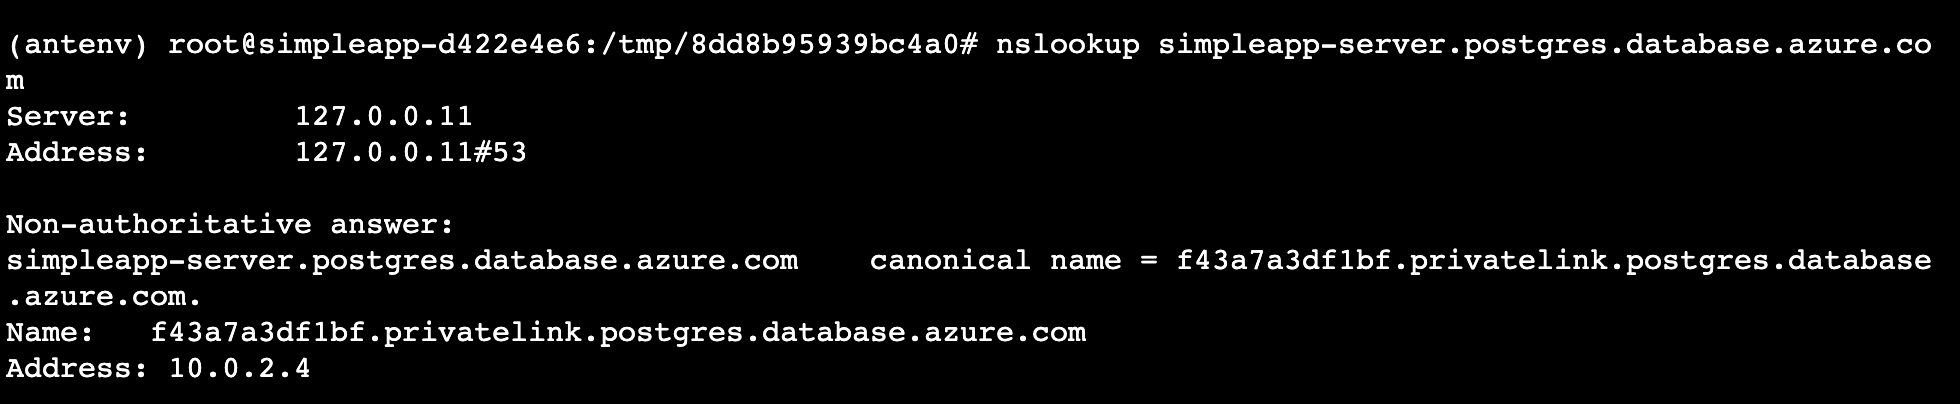 (antenv) root@simpleapp-d422e4e6:/tmp/8dd8b95939bc4a0# nslookup simpleapp-server.postgres.database.azure.co
m
Server:         127.0.0.11
Address:        127.0.0.11#53

Non-authoritative answer:
simpleapp-server.postgres.database.azure.com    canonical name = f43a7a3df1bf.privatelink.postgres.database
.azure.com.
Name:   f43a7a3df1bf.privatelink.postgres.database.azure.com
Address: 10.0.2.4